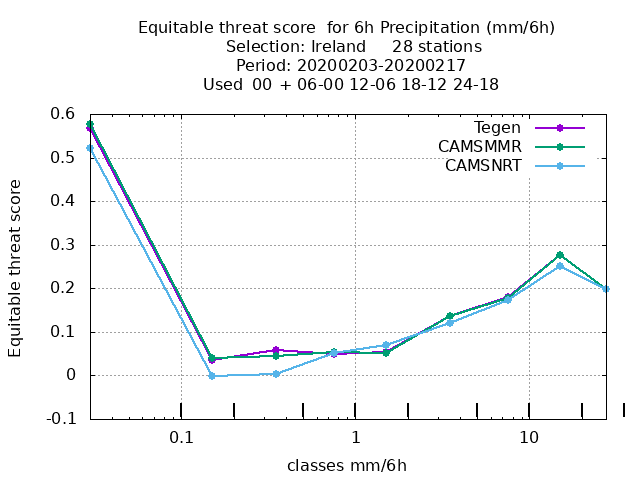 Equitable threat score  for 6h Precipitation (mm/6h)
Selection: Ireland     28 stations
Period: 20200203-20200217
Used  00  + 06-00 12-06 18-12 24-18
Tegen
CAMSMMR
CAMSNRT
Equitable threat score
0.6
0.5
0.4
0.3
0.2
0.1
0
-0.1
0.1
1
10
classes mm/6h